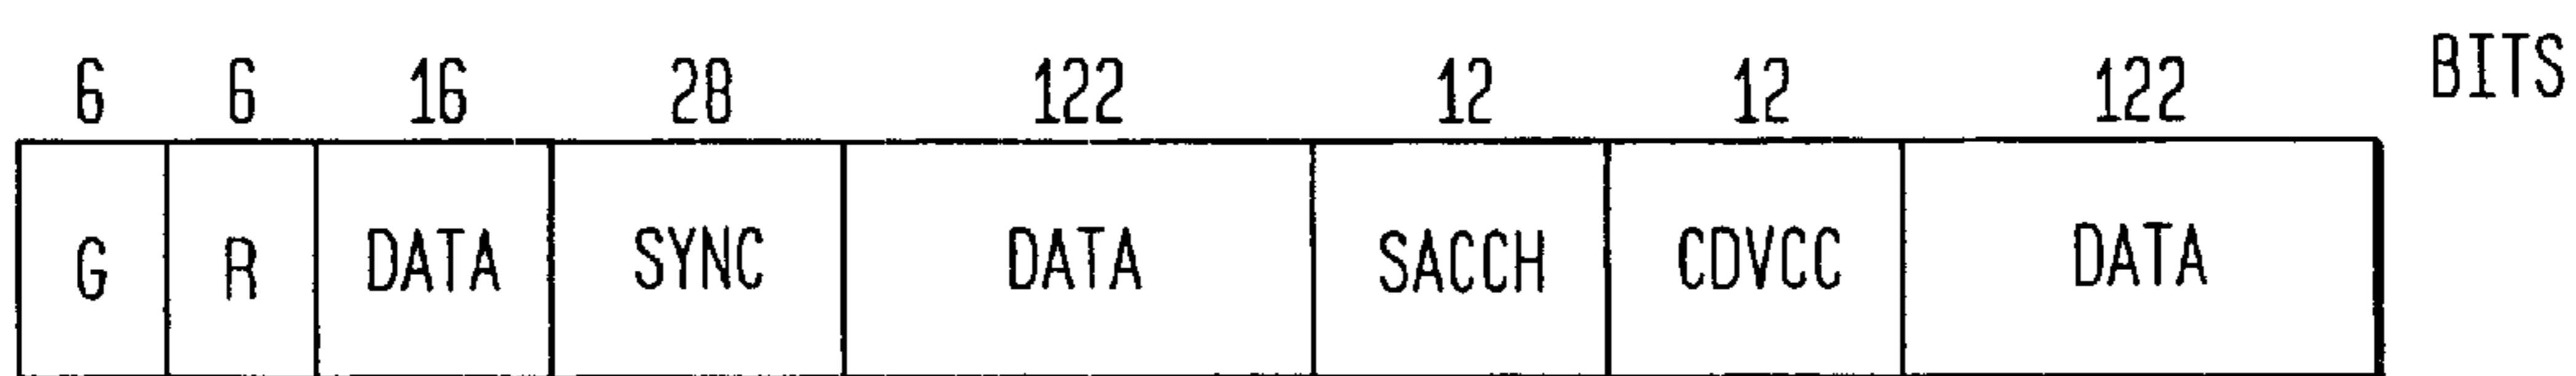 6 6 16 28 122 12 12 122 BITS
G R DATA SYNC DATA SACCH CDVCC DATA